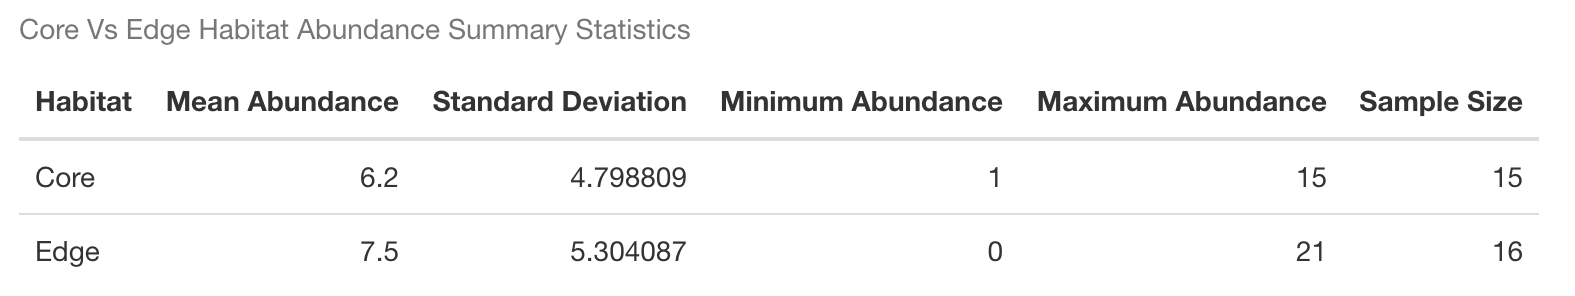 Core Vs Edge Habitat Abundance Summary Statistics
Habitat Mean Abundance Standard Deviation Minimum Abundance Maximum Abundance Sample Size
Core 6.2 4.798809 1 15 15
Edge 7.5 5.304087 0 21 16